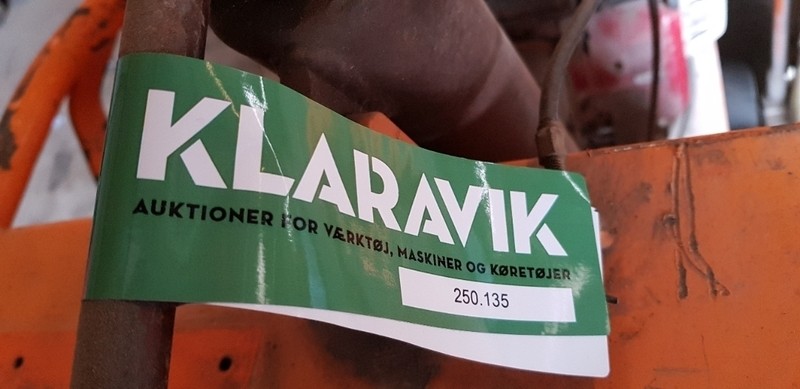 KLARAVIK
AUKTIONER FOR VÆRKTØJ, MASKINER OG KØRETØJER
250.135